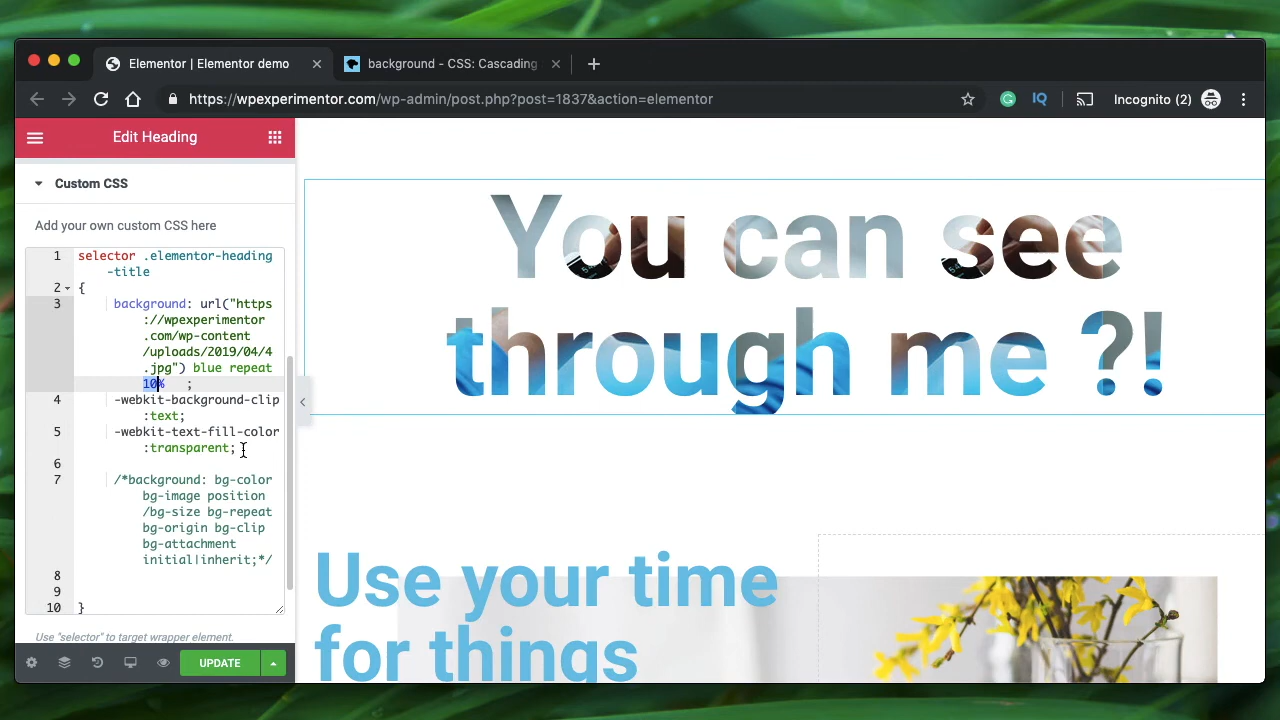 Elementor | Elementor demo
background - CSS: Cascading
https://wpexperimentor.com/wp-admin/post.php?post=1837&action=elementor
IQ
Incognito (2)
Edit Heading
Custom CSS
Add your own custom CSS here
1 selector .elementor-heading
-title
2 {
3 background: url("https
://wpexperimentor
.com/wp-content
/uploads/2019/04/4
.jpg") blue repeat
10% ;
4 -webkit-background-clip
:text;
5 -webkit-text-fill-color
:transparent;
6
7 /*background: bg-color
bg-image position
/bg-size bg-repeat
bg-origin bg-clip
bg-attachment
initial|inherit;*/
8
9
10 }
Use "selector" to target wrapper element.
UPDATE
You can see
through me ?!
Use your time
for things